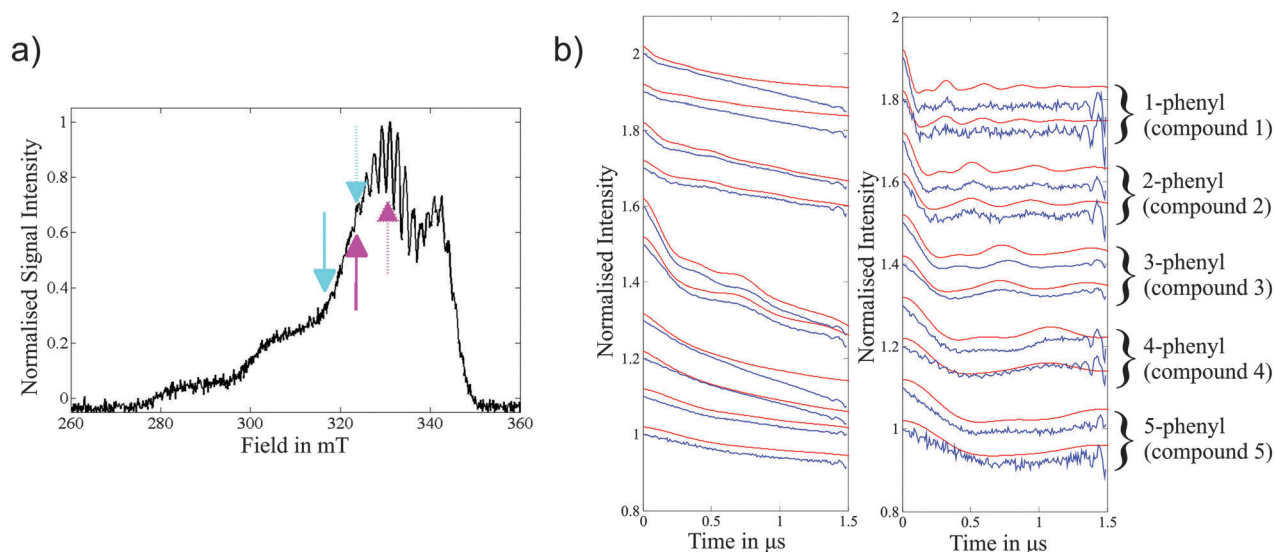 a)
Normalised Signal Intensity
1
0.8
0.6
0.4
0.2
0
260
280
300
320
340
360
Field in mT
b)
Normalised Intensity
2
1.8
1.6
1.4
1.2
1
0.8
0
0.5
1
1.5
Time in μs
Normalised Intensity
2
1.8
1.6
1.4
1.2
1
0.8
0
0.5
1
1.5
Time in μs
1-phenyl
(compound 1)
2-phenyl
(compound 2)
3-phenyl
(compound 3)
4-phenyl
(compound 4)
5-phenyl
(compound 5)